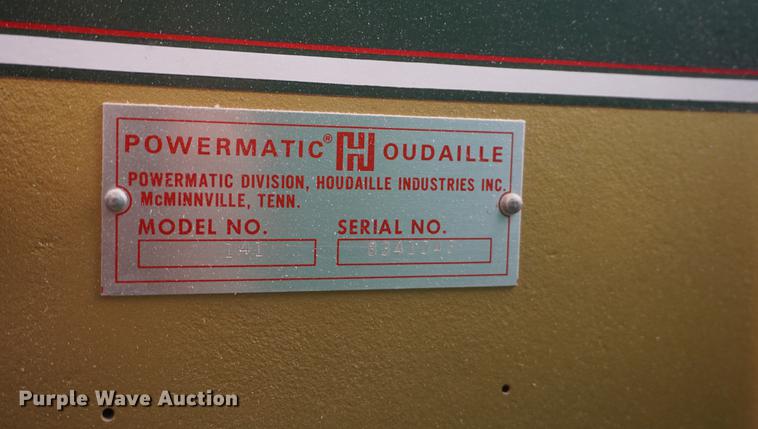 POWERMATIC® HOUDAILLE
POWERMATIC DIVISION, HOUDAILLE INDUSTRIES INC.
McMINNVILLE, TENN.
MODEL NO. SERIAL NO.
141
Purple Wave Auction